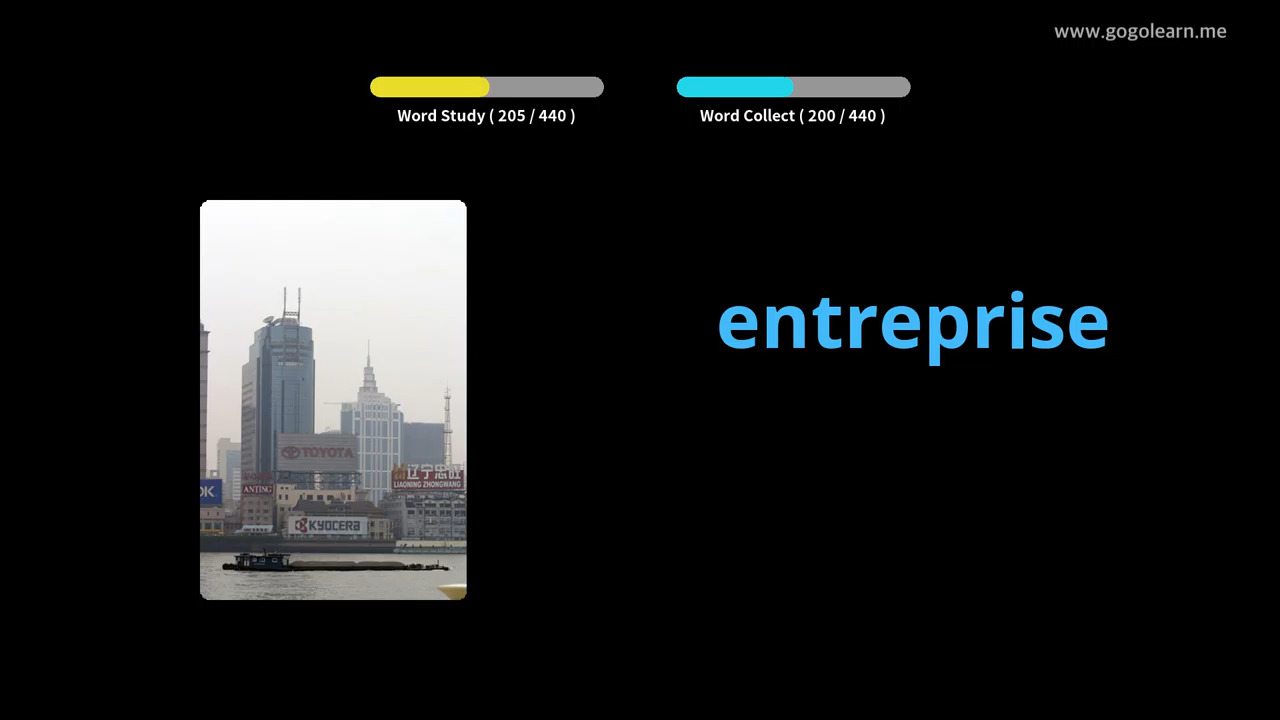 www.gogolearn.me
Word Study ( 205 / 440 )
Word Collect ( 200 / 440 )
entreprise
TOYOTA
辽宁忠旺
LIAONING ZHONGWANG
OK
ANTING
KYOCERA